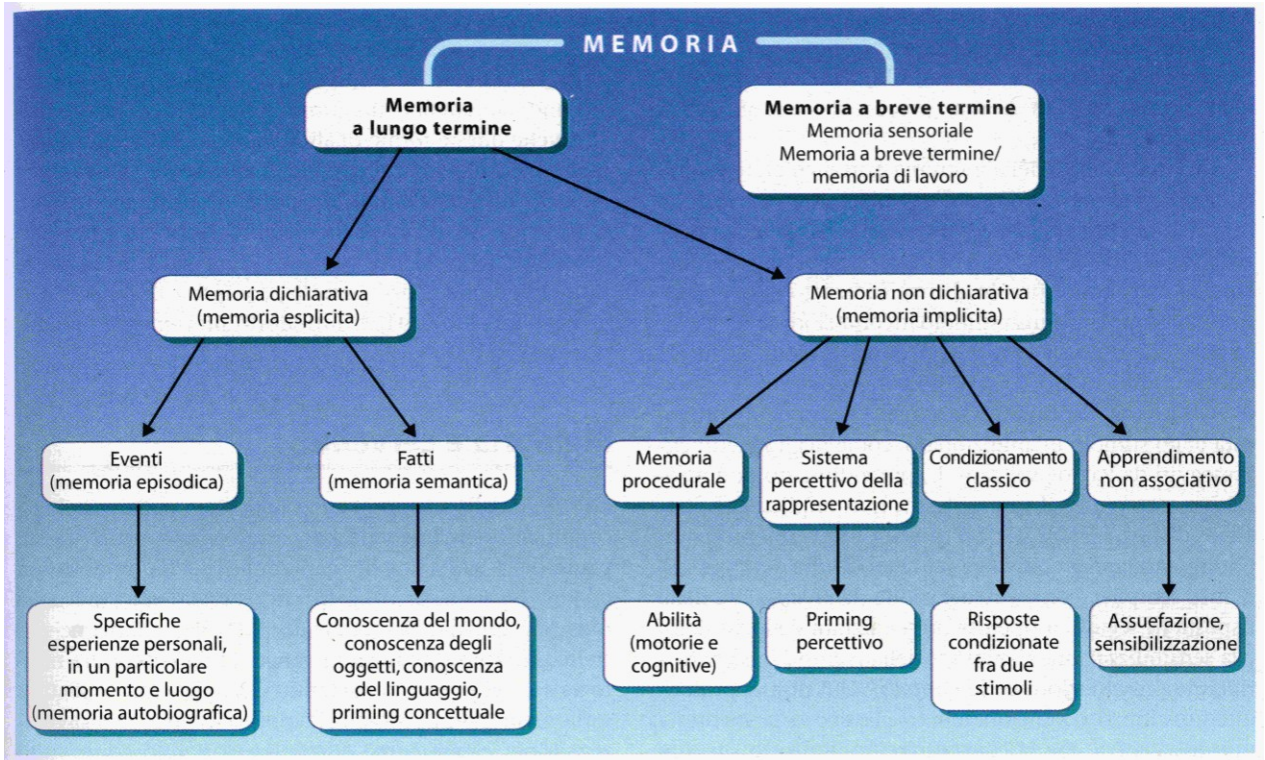 MEMORIA
Memoria
a lungo termine
Memoria a breve termine
Memoria sensoriale
Memoria a breve termine/
memoria di lavoro
Memoria dichiarativa
(memoria esplicita)
Memoria non dichiarativa
(memoria implicita)
Eventi
(memoria episodica)
Fatti
(memoria semantica)
Memoria
procedurale
Sistema
percettivo della
rappresentazione
Condizionamento
classico
Apprendimento
non associativo
Specifiche
esperienze personali,
in un particolare
momento e luogo
(memoria autobiografica)
Conoscenza del mondo,
conoscenza degli
oggetti, conoscenza
del linguaggio,
priming concettuale
Abilità
(motorie e
cognitive)
Priming
percettivo
Risposte
condizionate
fra due
stimoli
Assuefazione,
sensibilizzazione